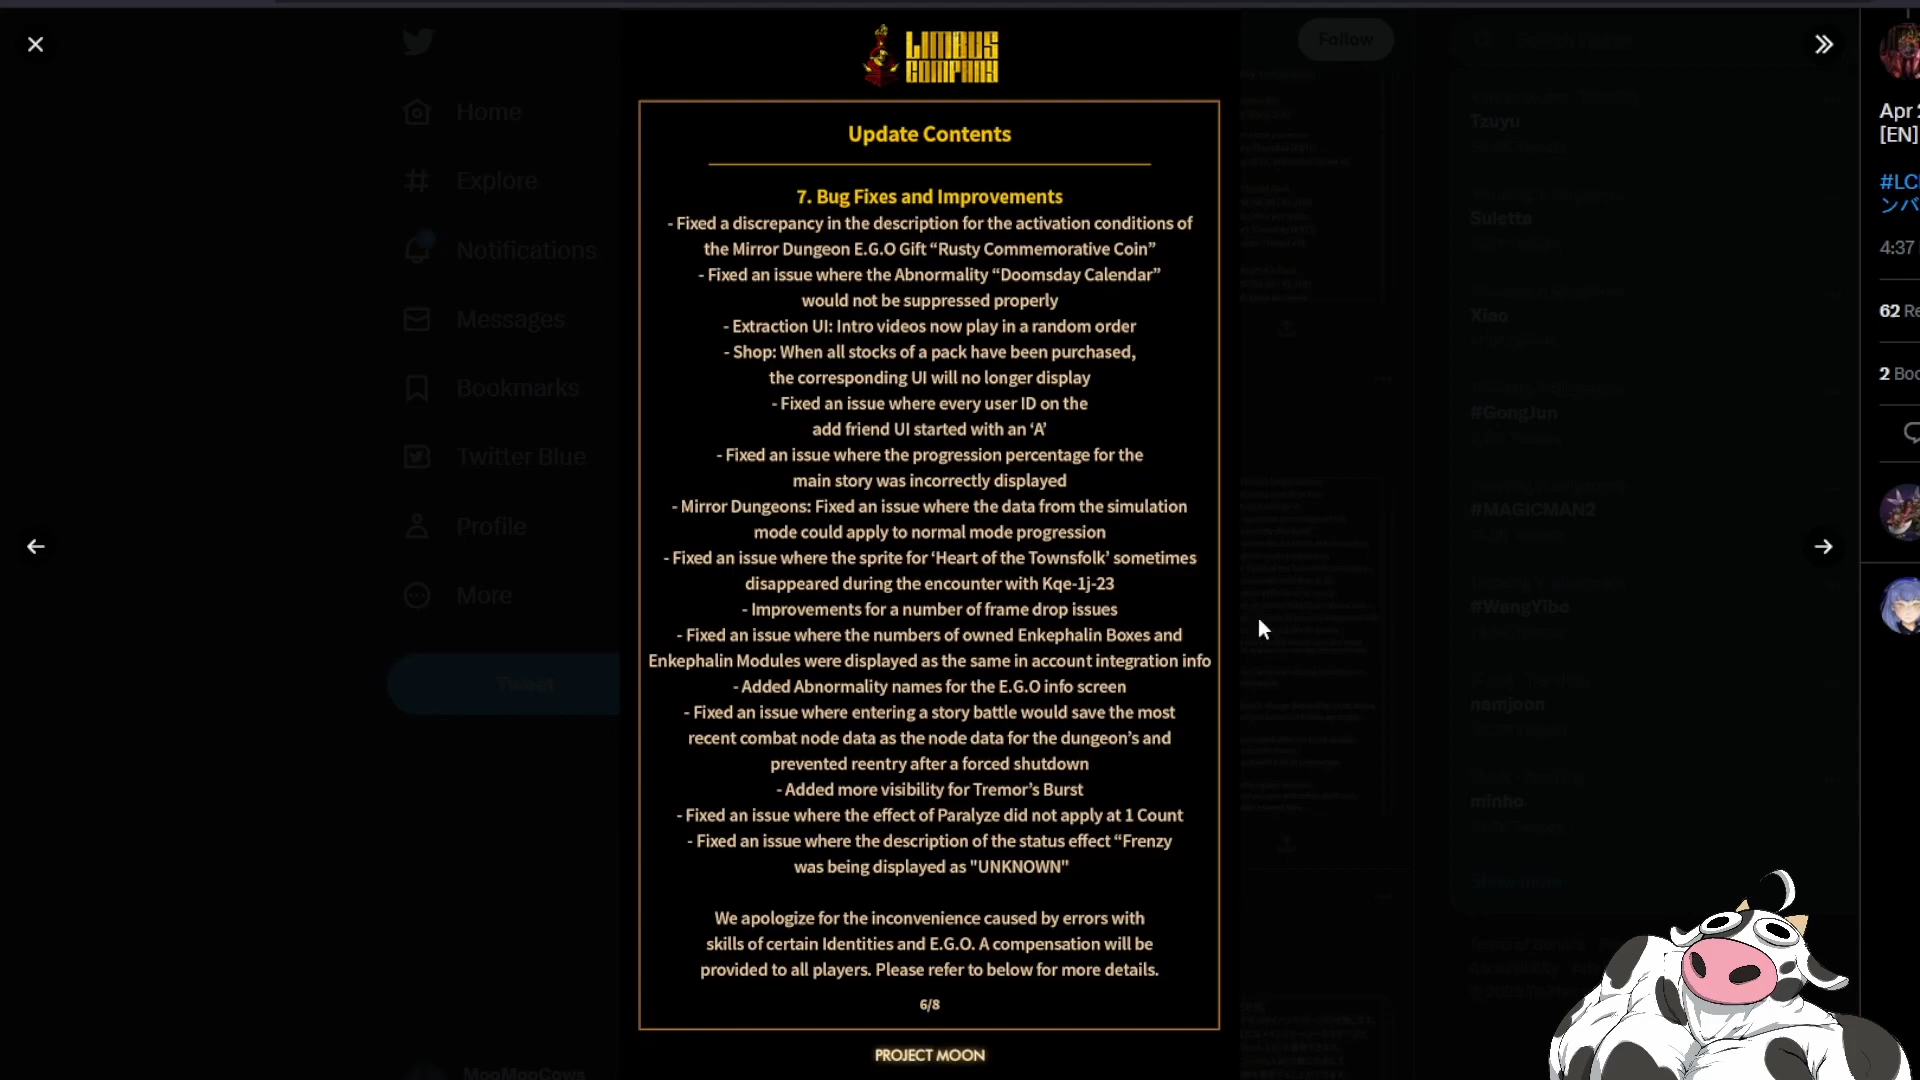 LIMBUS
COMPANY
Follow
Home
Explore
Notifications
Messages
Bookmarks
Twitter Blue
Profile
More
Tweet
MooMooCows
Update Contents
7. Bug Fixes and Improvements
- Fixed a discrepancy in the description for the activation conditions of
the Mirror Dungeon E.G.O Gift “Rusty Commemorative Coin”
- Fixed an issue where the Abnormality “Doomsday Calendar”
would not be suppressed properly
- Extraction UI: Intro videos now play in a random order
- Shop: When all stocks of a pack have been purchased,
the corresponding UI will no longer display
- Fixed an issue where every user ID on the
add friend UI started with an ‘A’
- Fixed an issue where the progression percentage for the
main story was incorrectly displayed
- Mirror Dungeons: Fixed an issue where the data from the simulation
mode could apply to normal mode progression
- Fixed an issue where the sprite for ‘Heart of the Townsfolk’ sometimes
disappeared during the encounter with Kqe-1j-23
- Improvements for a number of frame drop issues
- Fixed an issue where the numbers of owned Enkephalin Boxes and
Enkephalin Modules were displayed as the same in account integration info
- Added Abnormality names for the E.G.O info screen
- Fixed an issue where entering a story battle would save the most
recent combat node data as the node data for the dungeon’s and
prevented reentry after a forced shutdown
- Added more visibility for Tremor’s Burst
- Fixed an issue where the effect of Paralyze did not apply at 1 Count
- Fixed an issue where the description of the status effect “Frenzy
was being displayed as "UNKNOWN"
We apologize for the inconvenience caused by errors with
skills of certain Identities and E.G.O. A compensation will be
provided to all players. Please refer to below for more details.
6/8
PROJECT MOON
Tzuyu
Suletta
Xiao
#GongJun
#MAGICMAN2
#WangYibo
namjoon
minho
Show more
Apr 2
[EN]
#LC
ンバ
4:37
62 Re
2 Boo